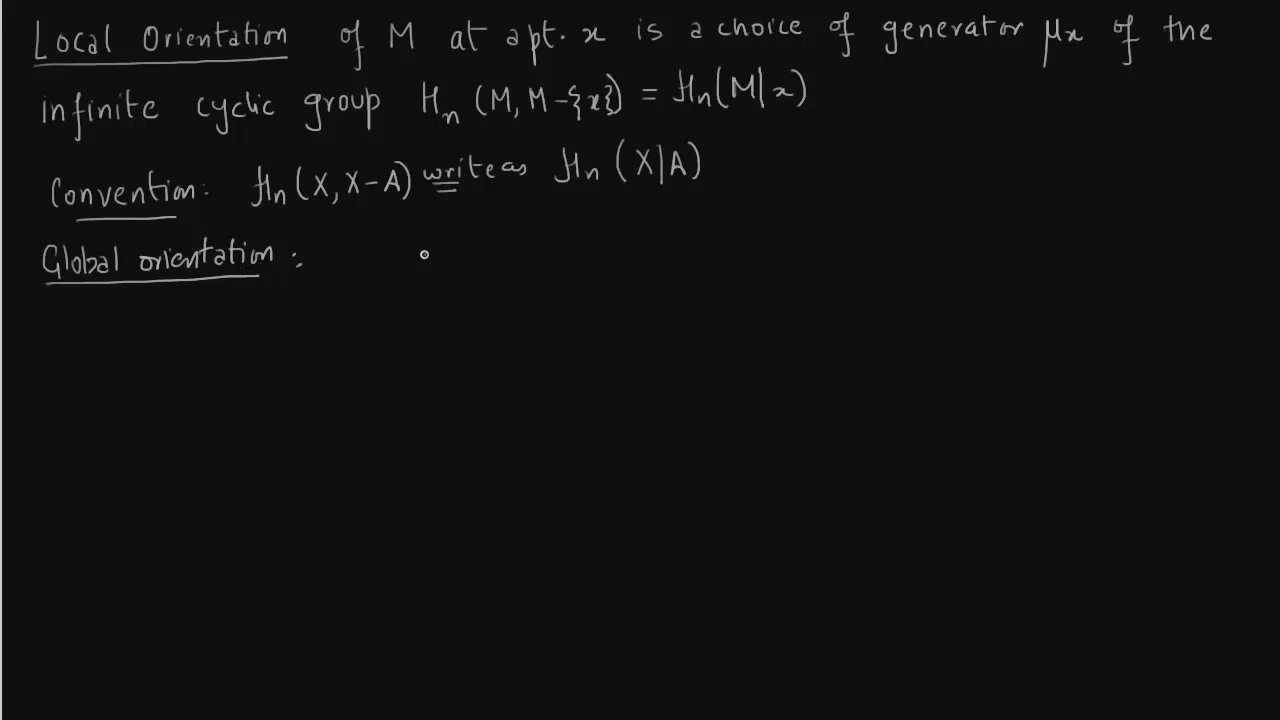 Local Orientation of M at a pt. x is a choice of generator μx of the
infinite cyclic group Hn (M, M-{x}) = Hn(M|x)
Convention: Hn (X, X-A) write as Hn (X|A)
Global orientation: